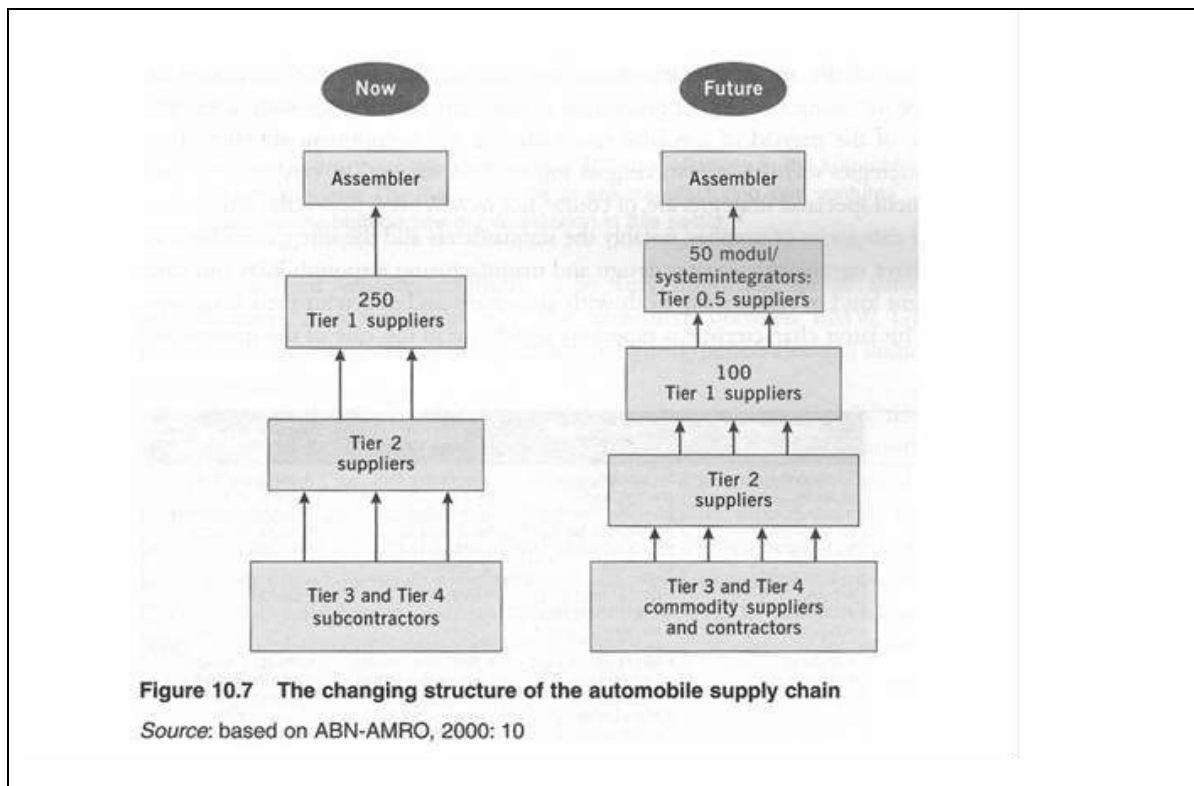 Now
Assembler
250
Tier 1 suppliers
Tier 2
suppliers
Tier 3 and Tier 4
subcontractors
Future
Assembler
50 modul/
systemintegrators:
Tier 0.5 suppliers
100
Tier 1 suppliers
Tier 2
suppliers
Tier 3 and Tier 4
commodity suppliers
and contractors
Figure 10.7 The changing structure of the automobile supply chain
Source: based on ABN-AMRO, 2000: 10